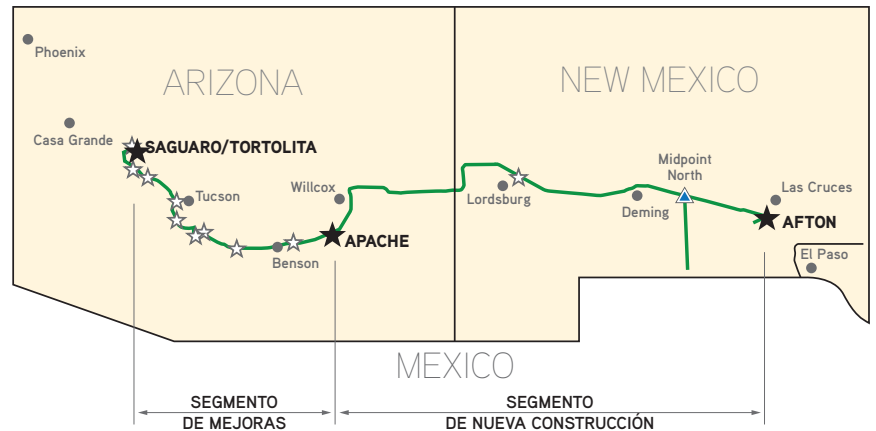 Phoenix
ARIZONA
NEW MEXICO
Casa Grande
SAGUARO/TORTOLITA
Midpoint
North
Willcox
Tucson
Lordsburg
Las Cruces
Deming
AFTON
APACHE
Benson
El Paso
MEXICO
SEGMENTO
DE MEJORAS
SEGMENTO
DE NUEVA CONSTRUCCIÓN